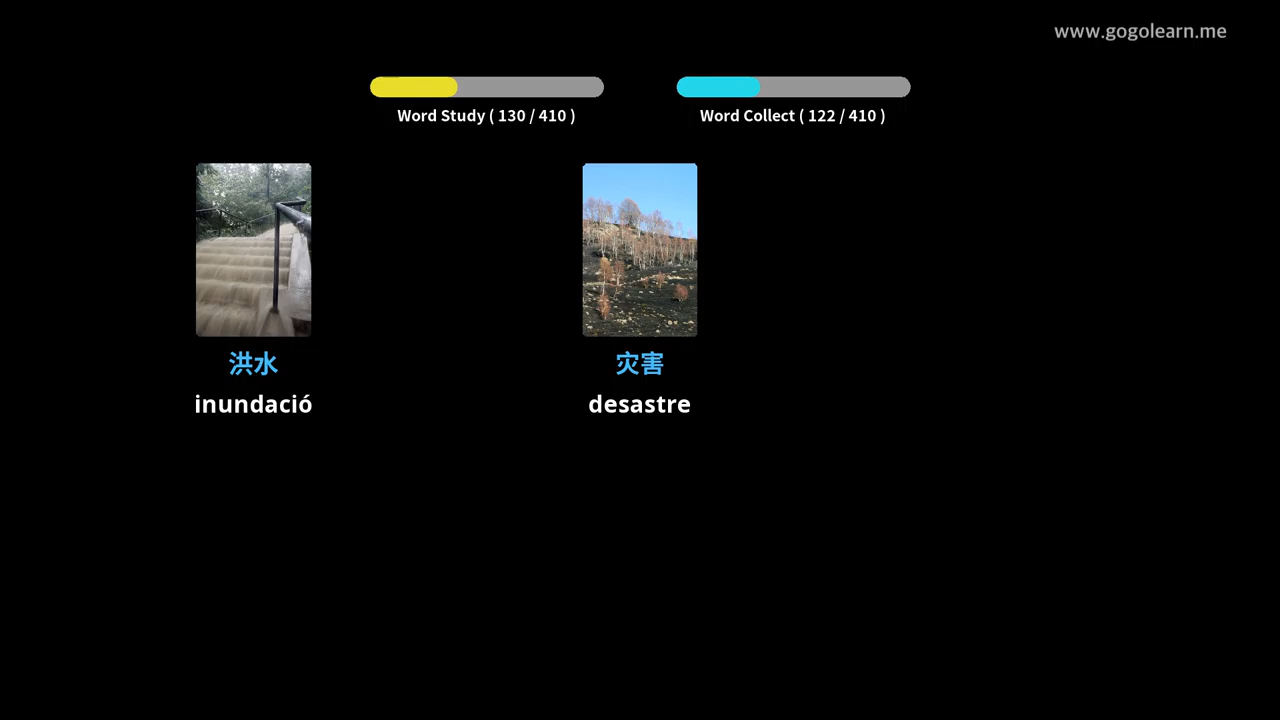 www.gogolearn.me
Word Study ( 130 / 410 )
Word Collect ( 122 / 410 )
洪水
inundació
灾害
desastre